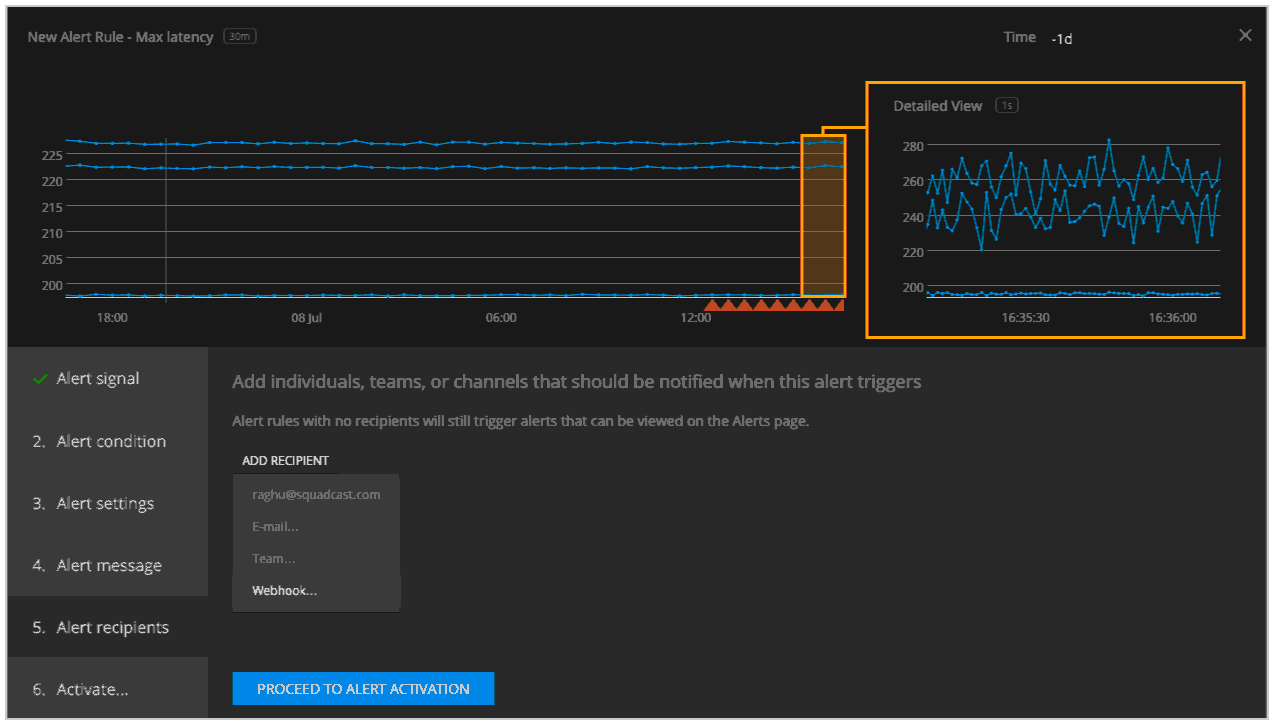 New Alert Rule - Max latency 30m
Time -1d
Detailed View 1s
225
220
215
210
205
200
18:00 08 Jul 06:00 12:00
280
260
240
220
200
16:35:30 16:36:00
Alert signal
2. Alert condition
3. Alert settings
4. Alert message
5. Alert recipients
6. Activate...
Add individuals, teams, or channels that should be notified when this alert triggers
Alert rules with no recipients will still trigger alerts that can be viewed on the Alerts page.
ADD RECIPIENT
raghu@squadcast.com
E-mail...
Team...
Webhook...
PROCEED TO ALERT ACTIVATION